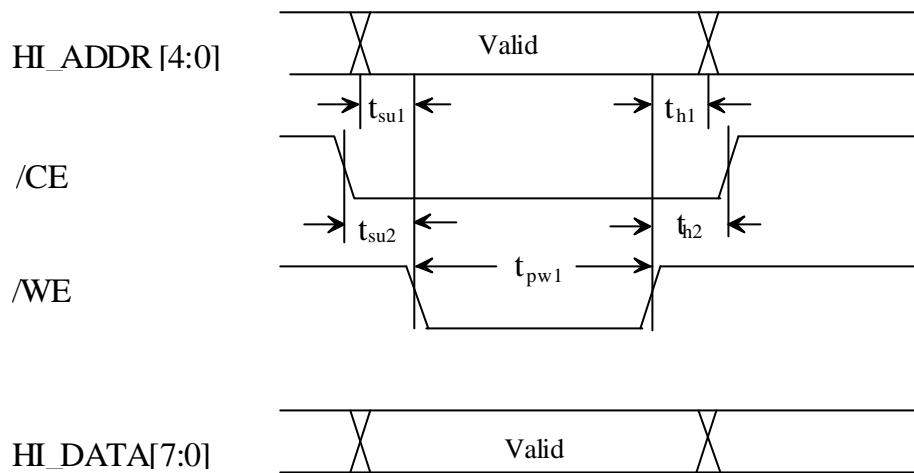 HI_ADDR [4:0] Valid
tsu1 th1
/CE
tsu2 th2
/WE tpw1
HI_DATA[7:0] Valid